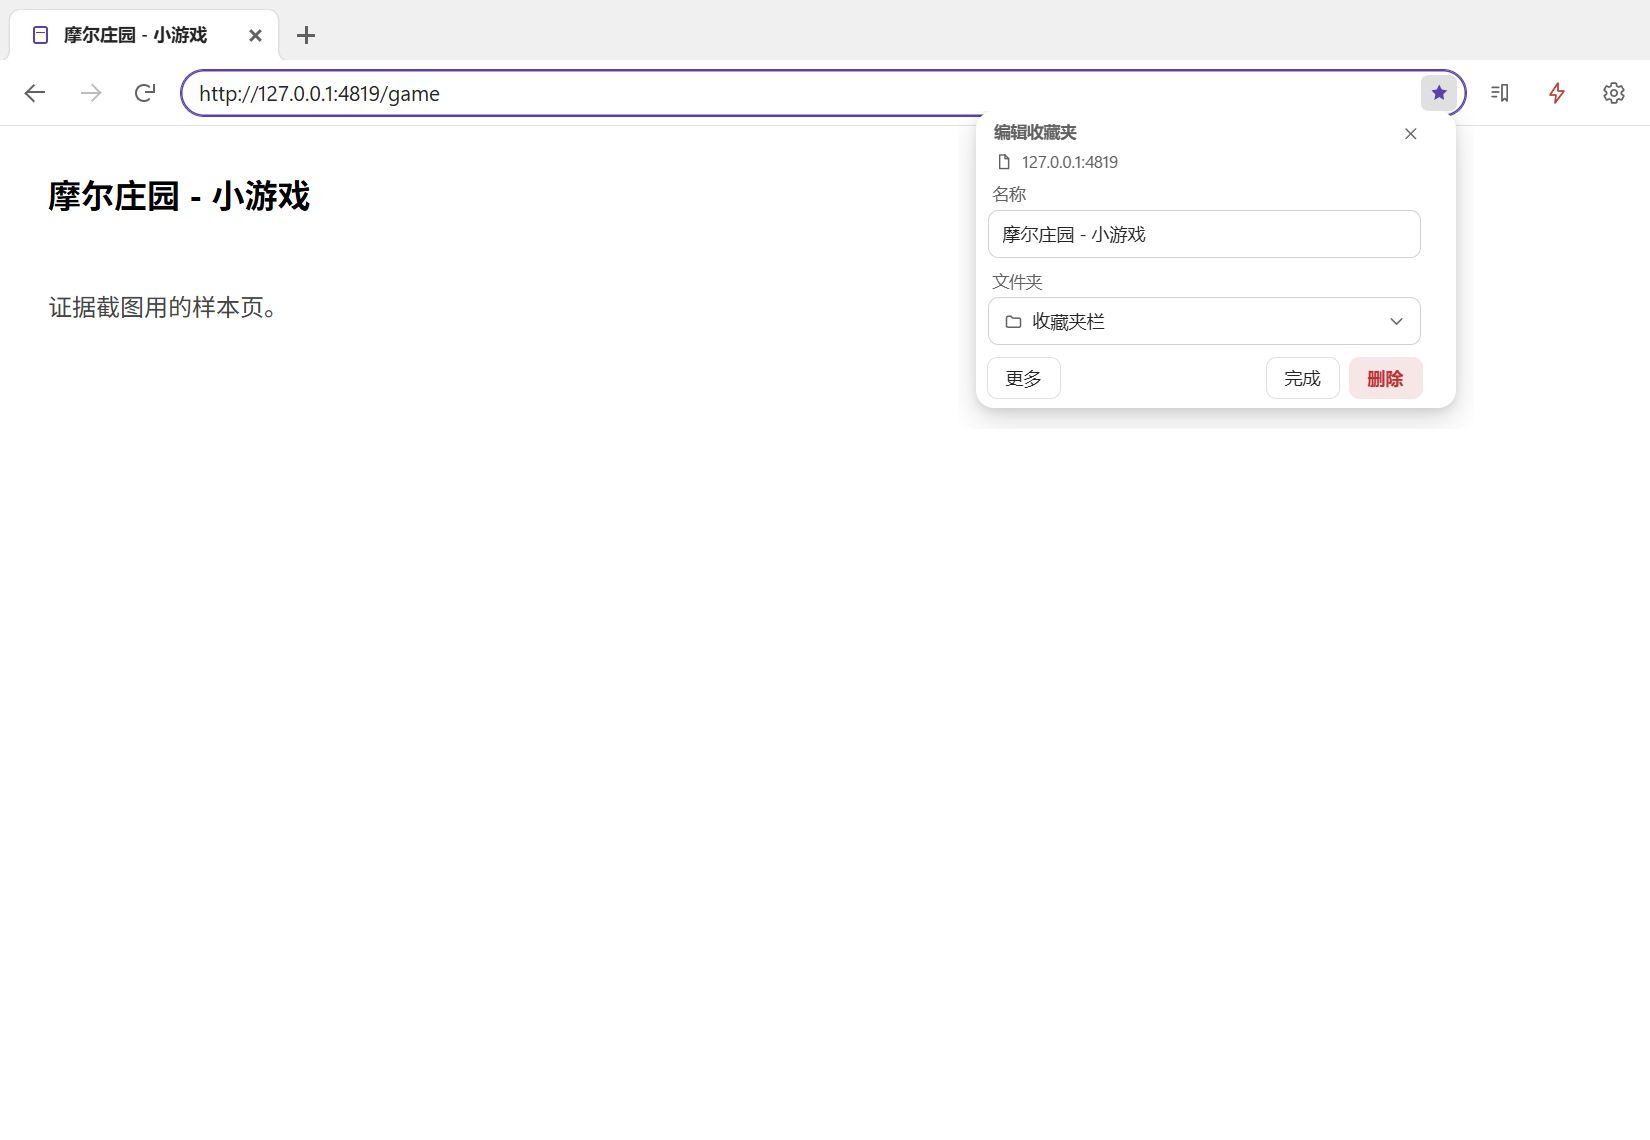 摩尔庄园 - 小游戏
http://127.0.0.1:4819/game
编辑收藏夹
127.0.0.1:4819
名称
摩尔庄园 - 小游戏
文件夹
收藏夹栏
更多
完成
删除
摩尔庄园 - 小游戏
证据截图用的样本页。